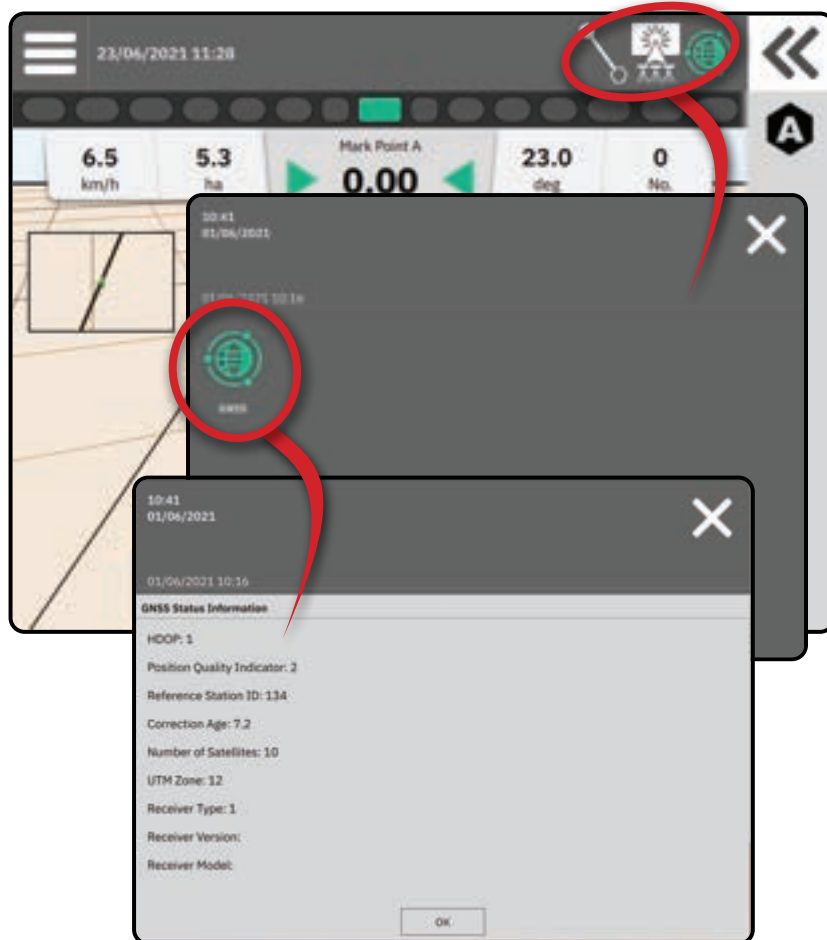 23/06/2021 11:28
A
6.5
km/h
5.3
ha
Mark Point A
0.00
23.0
deg
0
No.
10:41
01/06/2021
10:16
GNSS
10:41
01/06/2021
01/06/2021 10:16
GNSS Status Information
HDOP: 1
Position Quality Indicator: 2
Reference Station ID: 134
Correction Age: 7.2
Number of Satellites: 10
UTM Zone: 12
Receiver Type: 1
Receiver Version:
Receiver Model:
OK